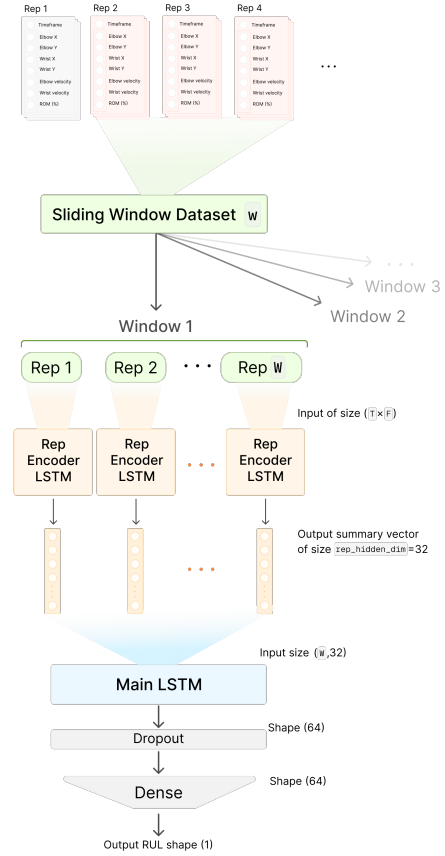 Rep 1 Rep 2 Rep 3 Rep 4
Timeframe Timeframe Timeframe Timeframe
Elbow X Elbow X Elbow X Elbow X
Elbow Y Elbow Y Elbow Y Elbow Y
Wrist X Wrist X Wrist X Wrist X
Wrist Y Wrist Y Wrist Y Wrist Y
Elbow velocity Elbow velocity Elbow velocity Elbow velocity
Wrist velocity Wrist velocity Wrist velocity Wrist velocity
ROM (%) ROM (%) ROM (%) ROM (%)
...
Sliding Window Dataset W
...
Window 3
Window 2
Window 1
Rep 1 Rep 2 ... Rep W
Input of size (T×F)
Rep Rep Rep
Encoder Encoder ... Encoder
LSTM LSTM LSTM
Output summary vector
of size rep_hidden_dim=32
...
Input size (W,32)
Main LSTM
Shape (64)
Dropout
Shape (64)
Dense
Output RUL shape (1)